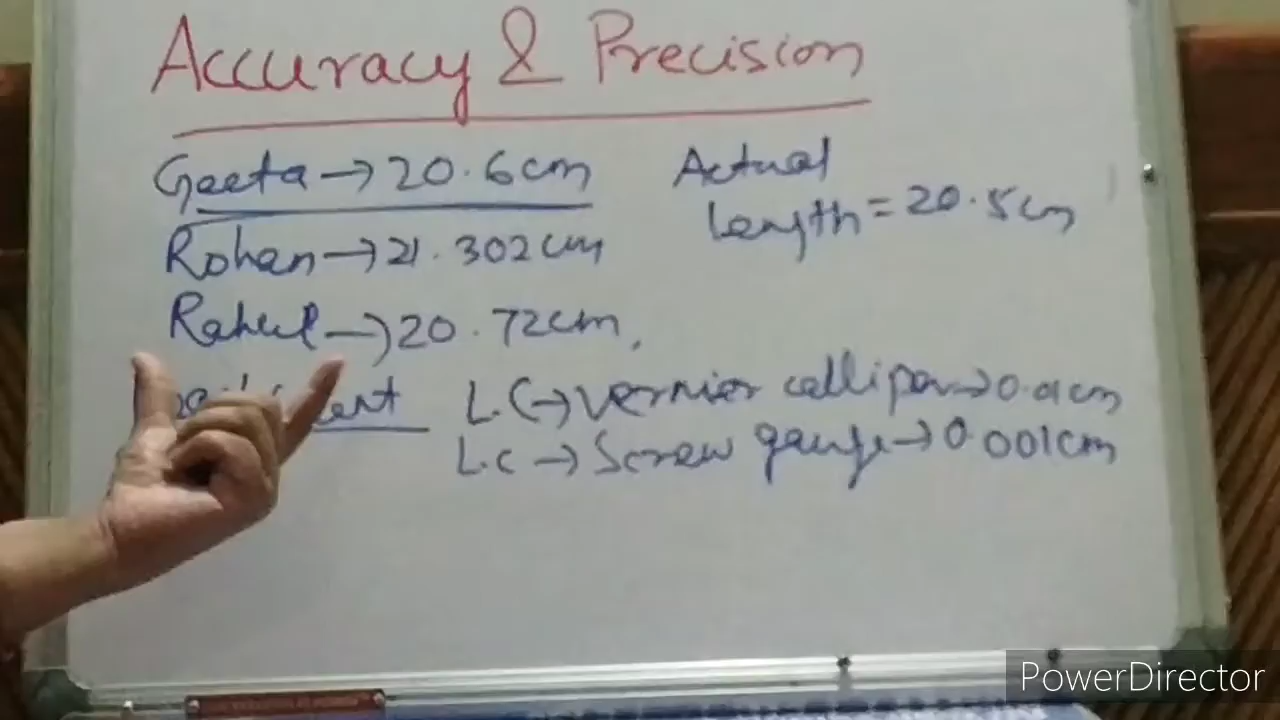 Accuracy & Precision
Geeta → 20.6cm
Actual
length = 20.5cm
Rohan → 21.302cm
Rahul → 20.72cm,
L.C → Vernier calliper → 0.01cm
L.C → Screw gauge → 0.001cm
PowerDirector